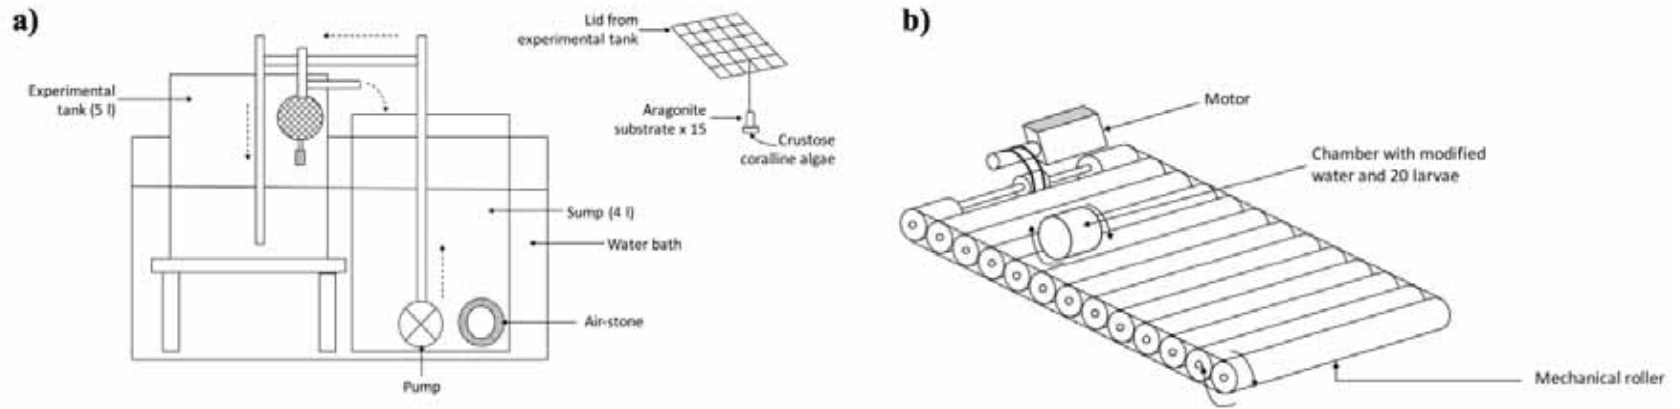 a)
Experimental
tank (5 l)
Lid from
experimental tank
Aragonite
substrate x 15
Crustose
coralline algae
Sump (4 l)
Water bath
Air-stone
Pump
b)
Motor
Chamber with modified
water and 20 larvae
Mechanical roller